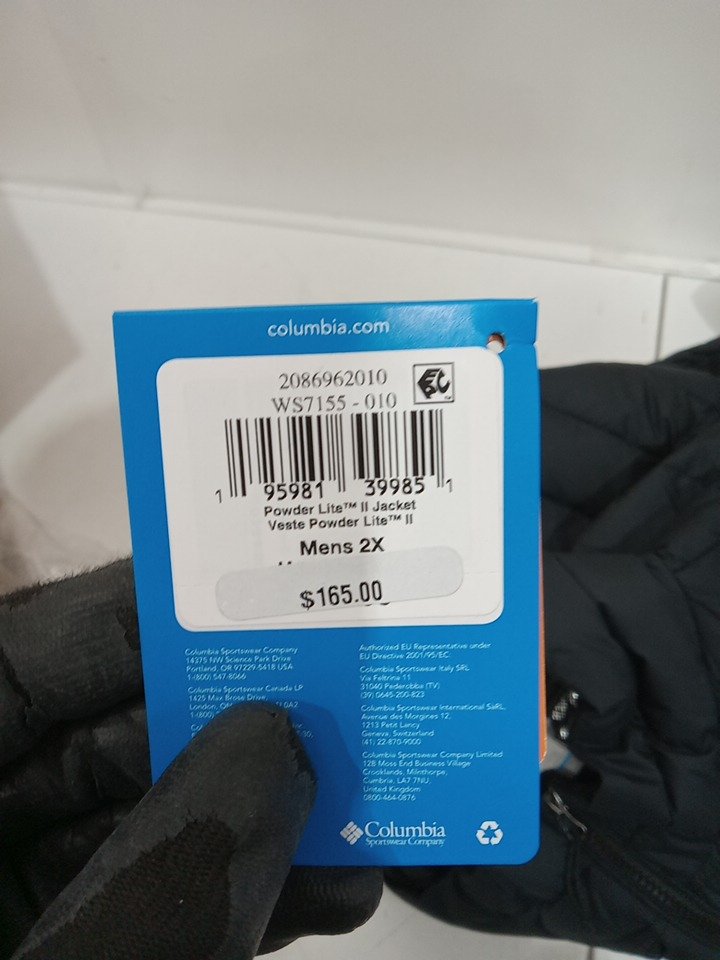 columbia.com
2086962010
WS7155 - 010
1 95981 39985 1
Powder Lite™ II Jacket
Veste Powder Lite™ II
Mens 2X
$165.00
Columbia Sportswear Company
14375 NW Science Park Drive
Portland, OR 97229-5418 USA
1-(800) 547-8066
Columbia Sportswear Canada LP
1425 Max Brose Drive,
London,
0A2
1-(800)
Authorized EU Representative under
EU Directive 2001/95/EC
Columbia Sportswear Italy SRL
Via Feltrina 11
31040 Pederobba (TV)
(39) 0645-200-823
Columbia Sportswear International SàRL
Avenue des Morgines 12,
1213 Petit Lancy
Geneva, Switzerland
(41) 22-870-9000
Columbia Sportswear Company Limited
12B Moss End Business Village
Crooklands, Milnthorpe,
Cumbria, LA7 7NU,
United Kingdom
0800-464-0876
Columbia
Sportswear Company